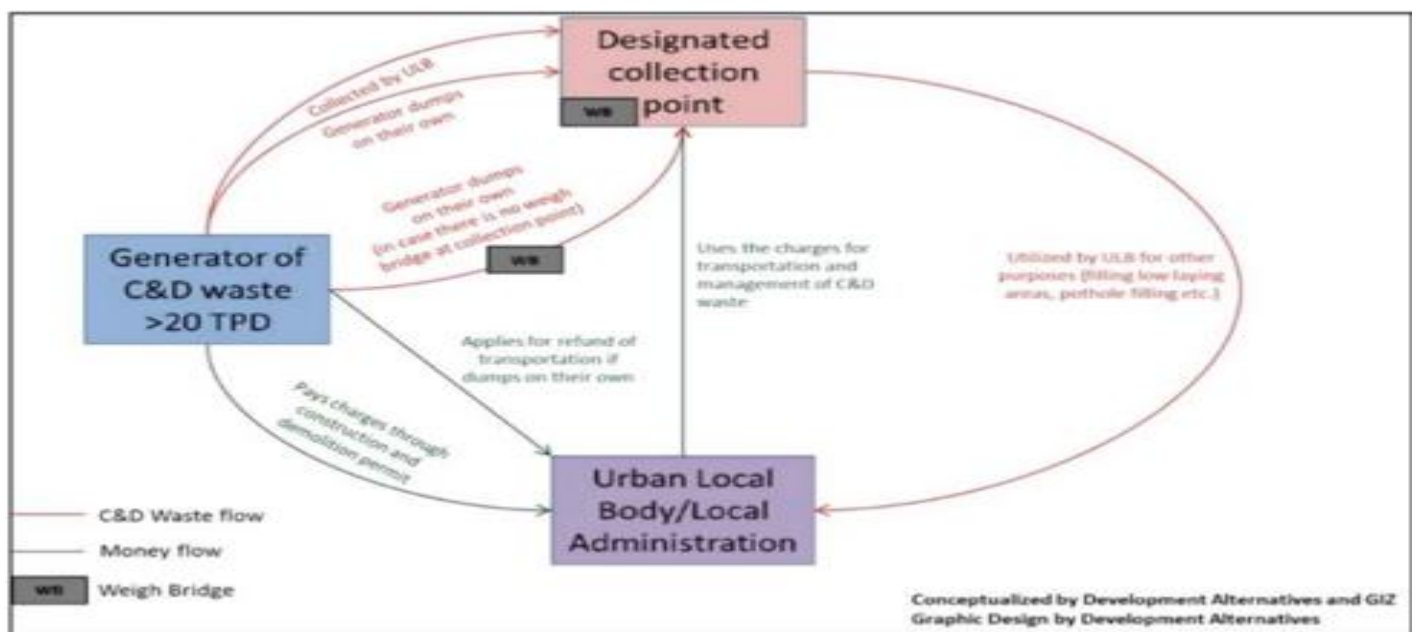 Designated
collection
point
WB
Collected by ULB
Generator dumps
on their own
Generator dumps
on their own
(in case there is no weigh
bridge at collection point)
WB
Generator of
C&D waste
>20 TPD
Uses the charges for
transportation and
management of C&D
waste
Utilized by ULB for other
purposes (filling low laying
areas, pothole filling etc.)
Applies for refund of
transportation if
dumps on their own
Pays charges through
construction and
demolition permit
Urban Local
Body/Local
Administration
C&D Waste flow
Money flow
WB Weigh Bridge
Conceptualized by Development Alternatives and GIZ
Graphic Design by Development Alternatives